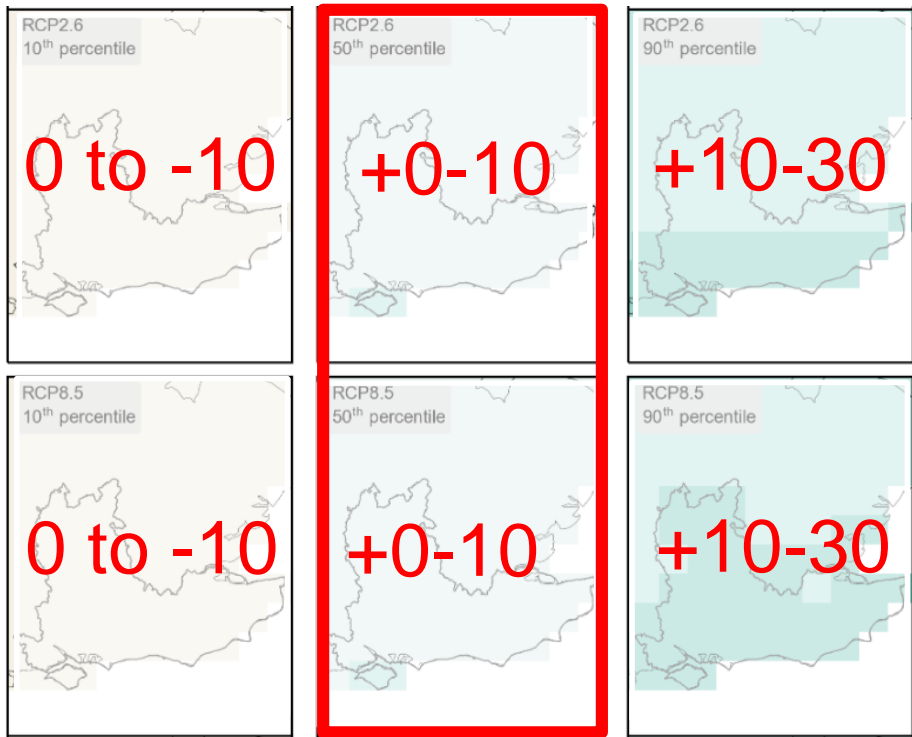 RCP2.6
10th percentile
0 to -10
RCP2.6
50th percentile
+0-10
RCP2.6
90th percentile
+10-30
RCP8.5
10th percentile
0 to -10
RCP8.5
50th percentile
+0-10
RCP8.5
90th percentile
+10-30